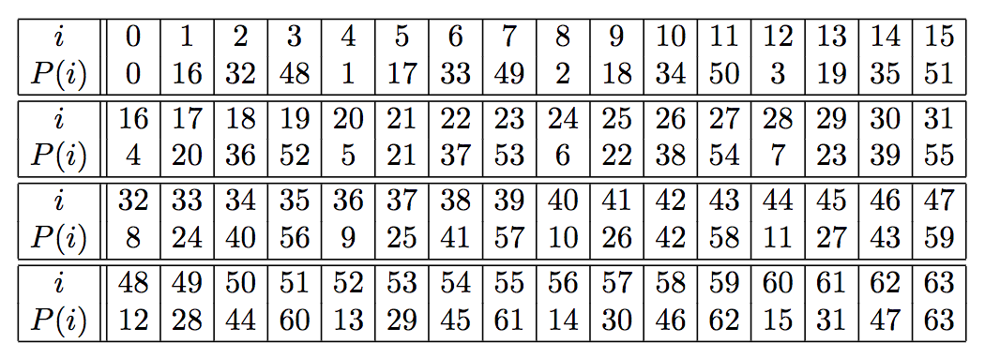 i 0 1 2 3 4 5 6 7 8 9 10 11 12 13 14 15
P(i) 0 16 32 48 1 17 33 49 2 18 34 50 3 19 35 51
i 16 17 18 19 20 21 22 23 24 25 26 27 28 29 30 31
P(i) 4 20 36 52 5 21 37 53 6 22 38 54 7 23 39 55
i 32 33 34 35 36 37 38 39 40 41 42 43 44 45 46 47
P(i) 8 24 40 56 9 25 41 57 10 26 42 58 11 27 43 59
i 48 49 50 51 52 53 54 55 56 57 58 59 60 61 62 63
P(i) 12 28 44 60 13 29 45 61 14 30 46 62 15 31 47 63